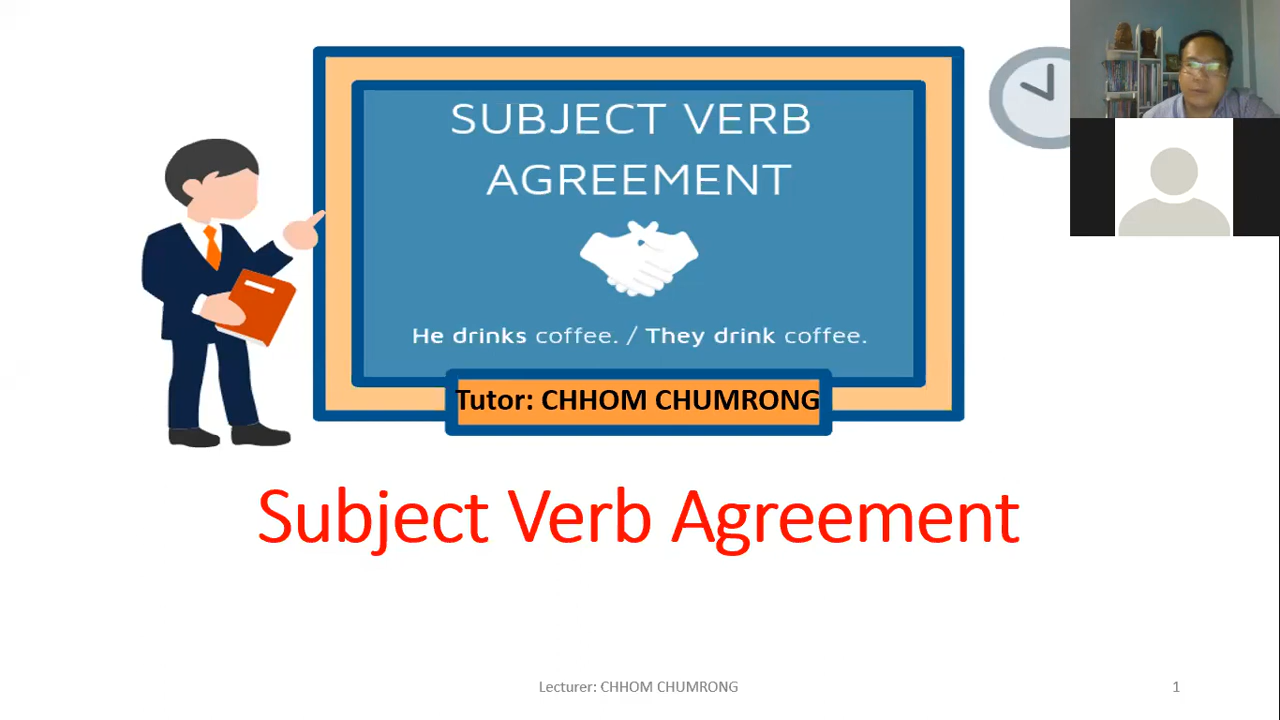 SUBJECT VERB
AGREEMENT
He drinks coffee. / They drink coffee.
Tutor: CHHOM CHUMRONG
Subject Verb Agreement
Lecturer: CHHOM CHUMRONG
1